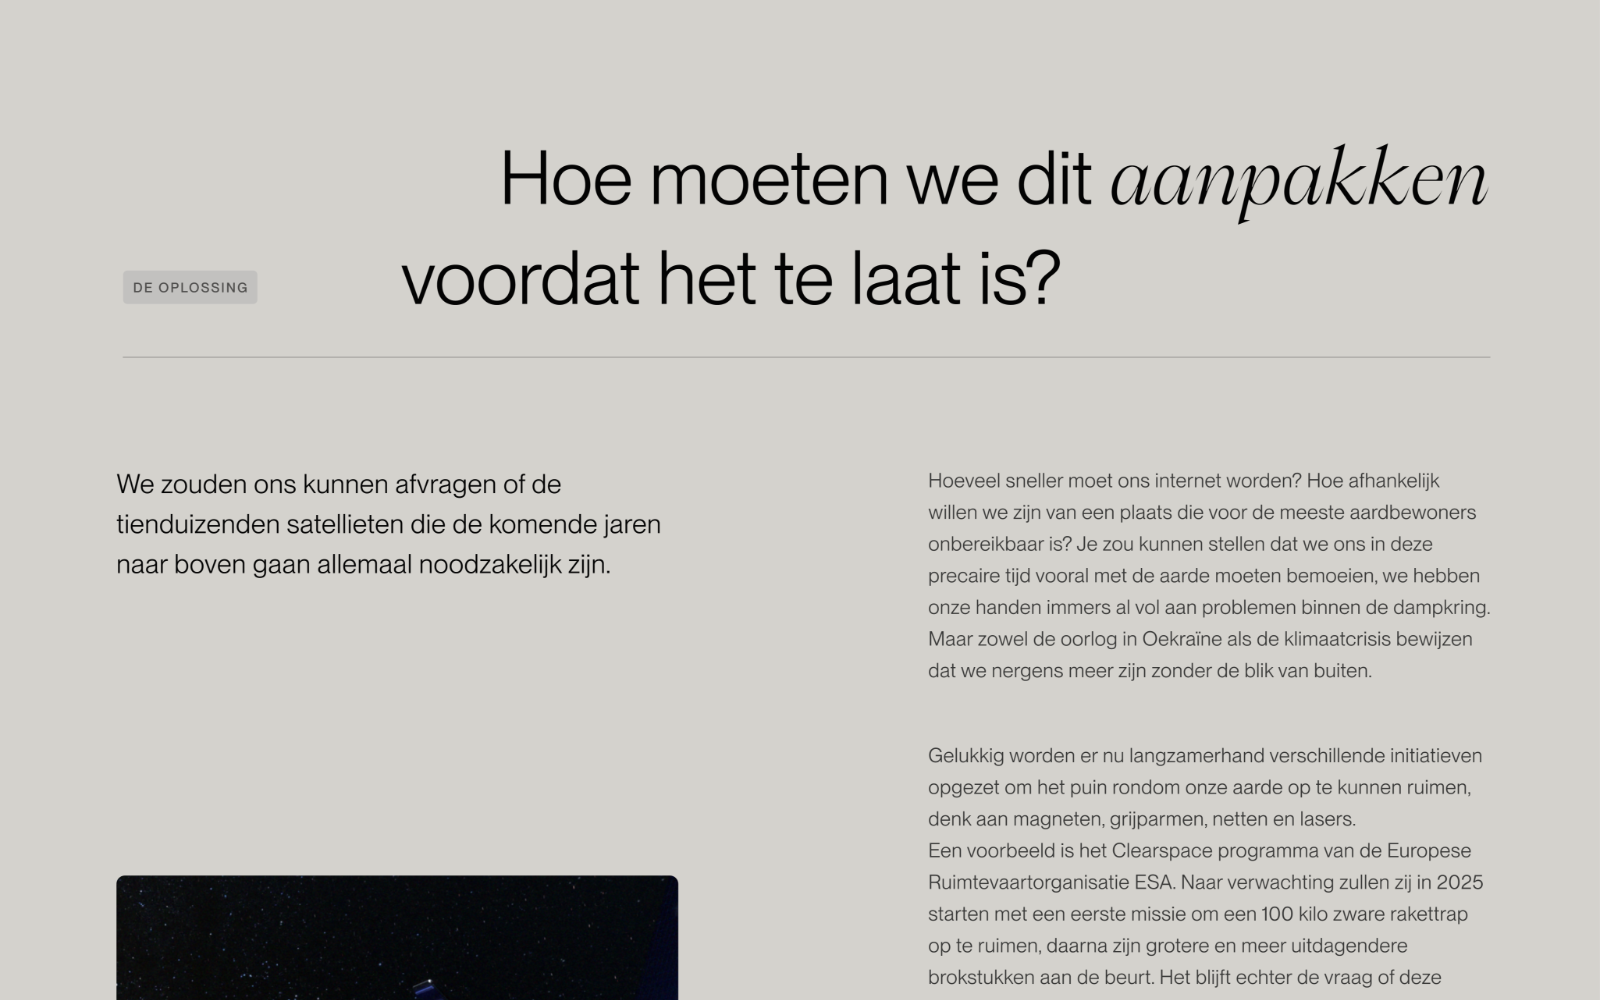 Hoe moeten we dit aanpakken
voordat het te laat is?
DE OPLOSSING
We zouden ons kunnen afvragen of de
tienduizenden satellieten die de komende jaren
naar boven gaan allemaal noodzakelijk zijn.
Hoeveel sneller moet ons internet worden? Hoe afhankelijk
willen we zijn van een plaats die voor de meeste aardbewoners
onbereikbaar is? Je zou kunnen stellen dat we ons in deze
precaire tijd vooral met de aarde moeten bemoeien, we hebben
onze handen immers al vol aan problemen binnen de dampkring.
Maar zowel de oorlog in Oekraïne als de klimaatcrisis bewijzen
dat we nergens meer zijn zonder de blik van buiten.
Gelukkig worden er nu langzamerhand verschillende initiatieven
opgezet om het puin rondom onze aarde op te kunnen ruimen,
denk aan magneten, grijparmen, netten en lasers.
Een voorbeeld is het Clearspace programma van de Europese
Ruimtevaartorganisatie ESA. Naar verwachting zullen zij in 2025
starten met een eerste missie om een 100 kilo zware rakettrap
op te ruimen, daarna zijn grotere en meer uitdagendere
brokstukken aan de beurt. Het blijft echter de vraag of deze